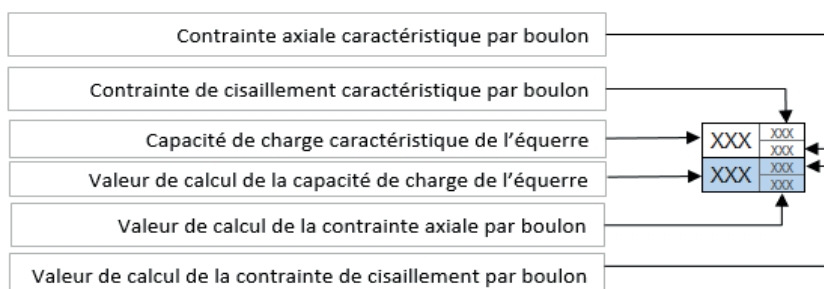 Contrainte axiale caractéristique par boulon
Contrainte de cisaillement caractéristique par boulon
Capacité de charge caractéristique de l’équerre
Valeur de calcul de la capacité de charge de l’équerre
Valeur de calcul de la contrainte axiale par boulon
Valeur de calcul de la contrainte de cisaillement par boulon
XXX XXX
XXX
XXX XXX
XXX